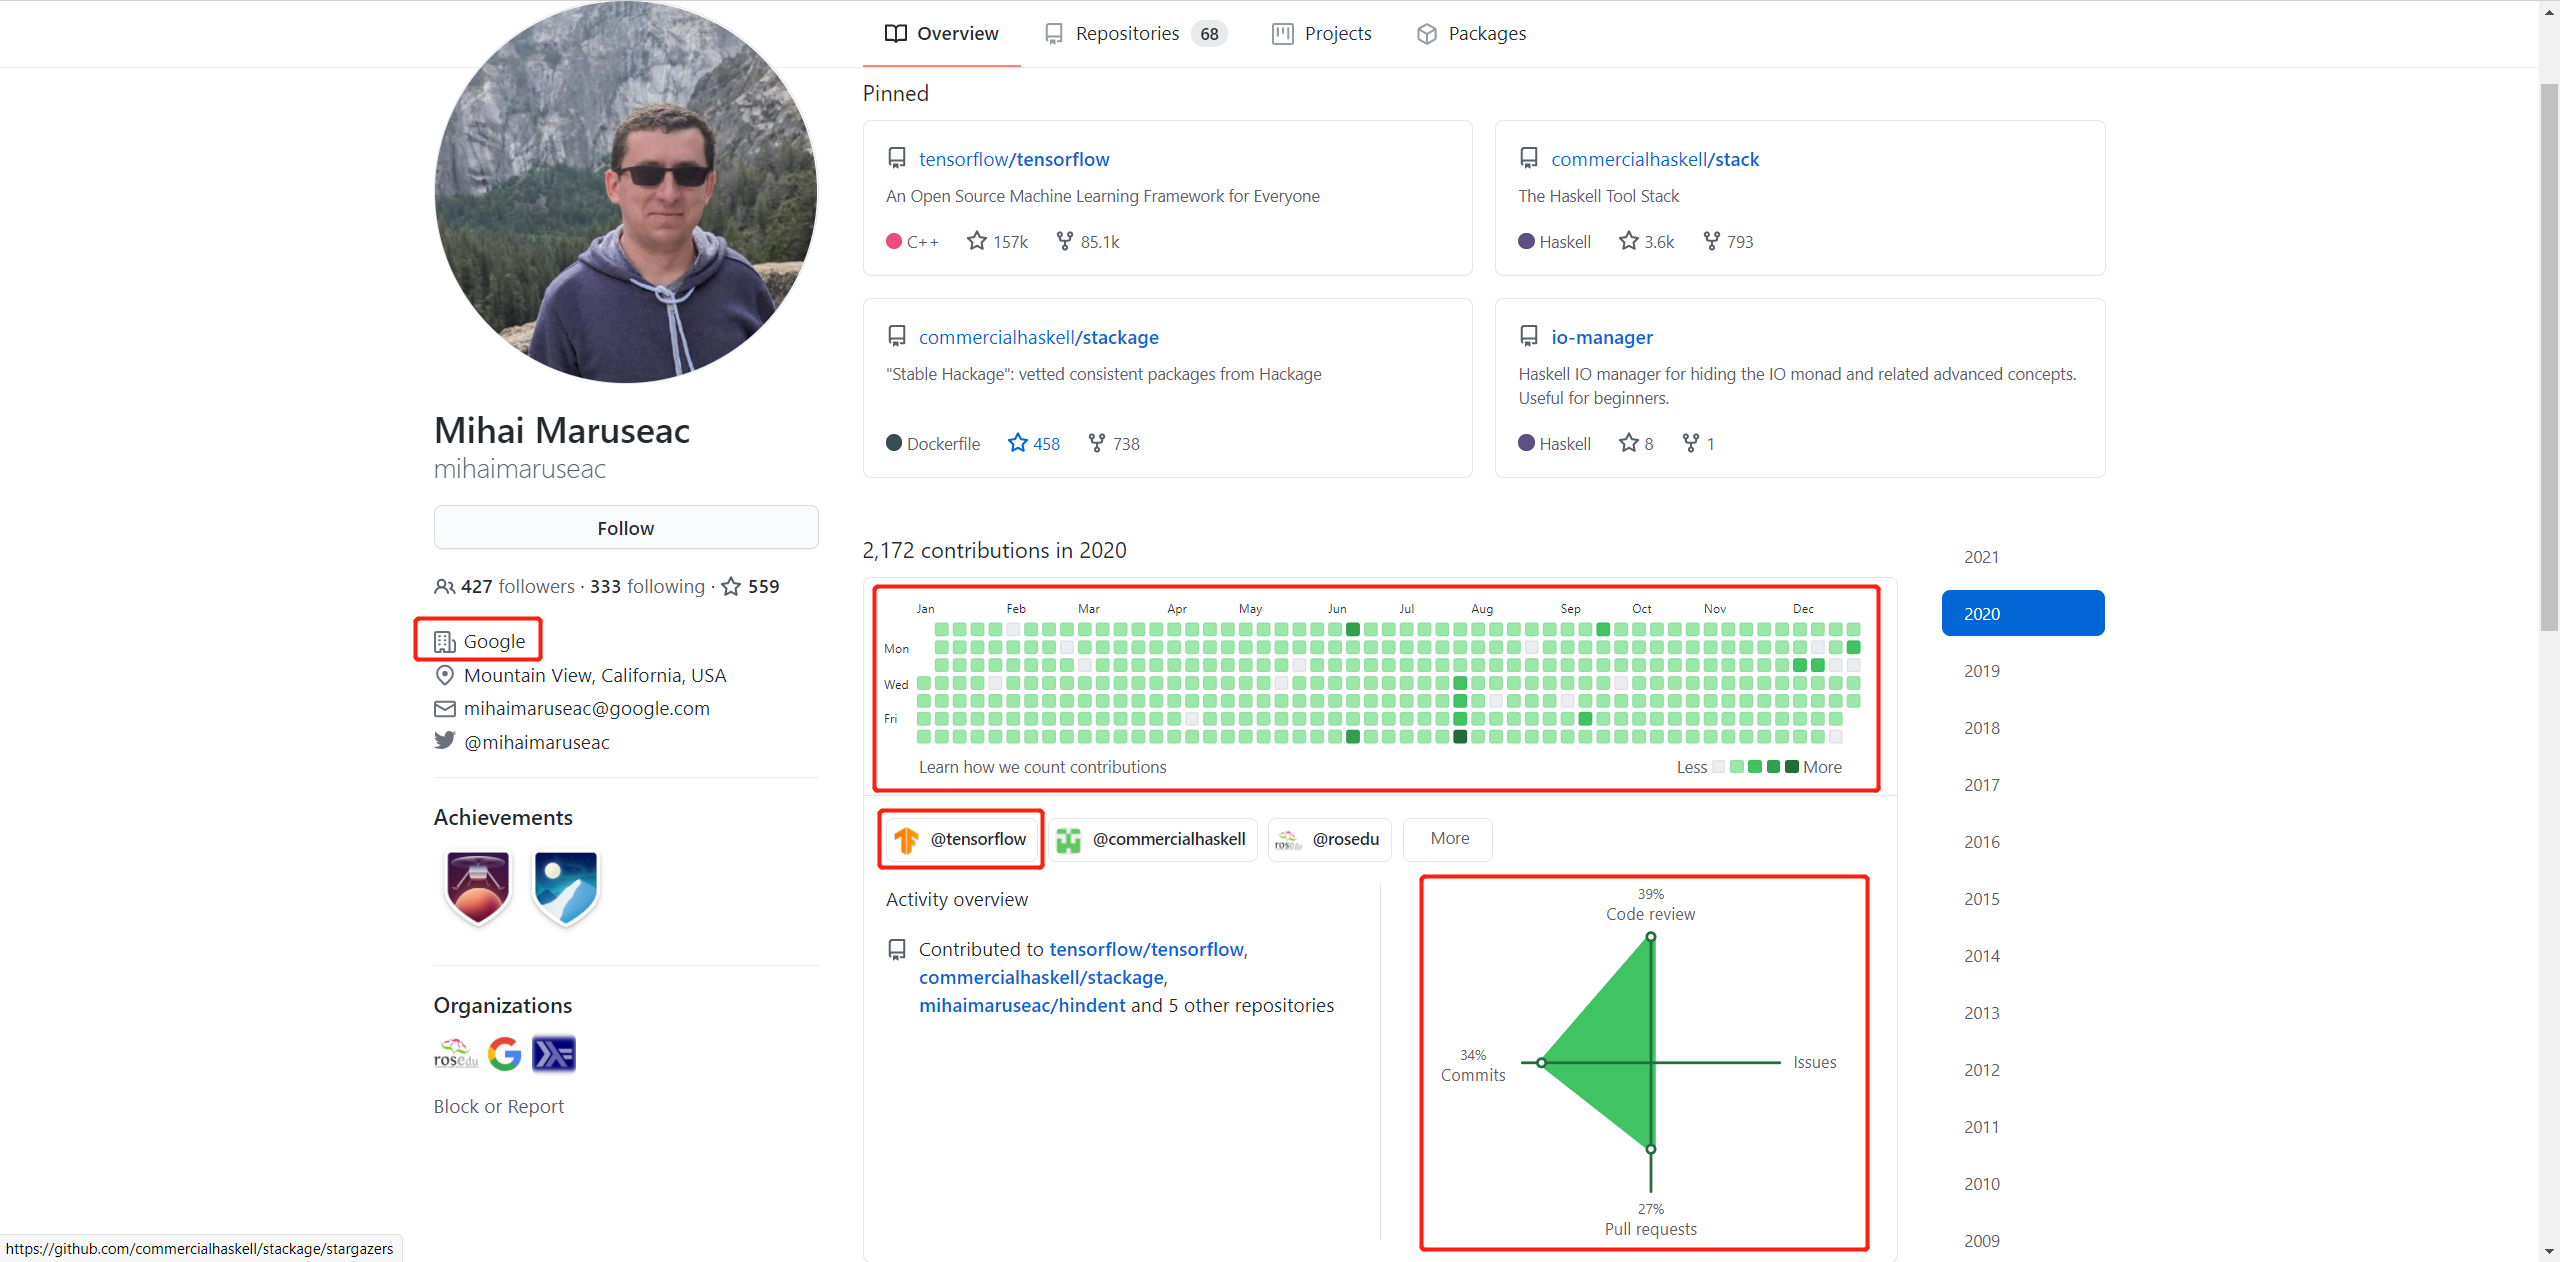 Overview
Repositories 68
Projects
Packages
Pinned
tensorflow/tensorflow
An Open Source Machine Learning Framework for Everyone
C++ 157k 85.1k
commercialhaskell/stack
The Haskell Tool Stack
Haskell 3.6k 793
commercialhaskell/stackage
"Stable Hackage": vetted consistent packages from Hackage
Dockerfile 458 738
io-manager
Haskell IO manager for hiding the IO monad and related advanced concepts.
Useful for beginners.
Haskell 8 1
Mihai Maruseac
mihaimaruseac
Follow
427 followers · 333 following · 559
Google
Mountain View, California, USA
mihaimaruseac@google.com
@mihaimaruseac
Achievements
Organizations
rosedu
Block or Report
2,172 contributions in 2020
Jan Feb Mar Apr May Jun Jul Aug Sep Oct Nov Dec
Mon
Wed
Fri
Learn how we count contributions
Less More
@tensorflow
@commercialhaskell
rosedu @rosedu
More
Activity overview
Contributed to tensorflow/tensorflow,
commercialhaskell/stackage,
mihaimaruseac/hindent and 5 other repositories
39%
Code review
34%
Commits
Issues
27%
Pull requests
2021
2020
2019
2018
2017
2016
2015
2014
2013
2012
2011
2010
2009
https://github.com/commercialhaskell/stackage/stargazers